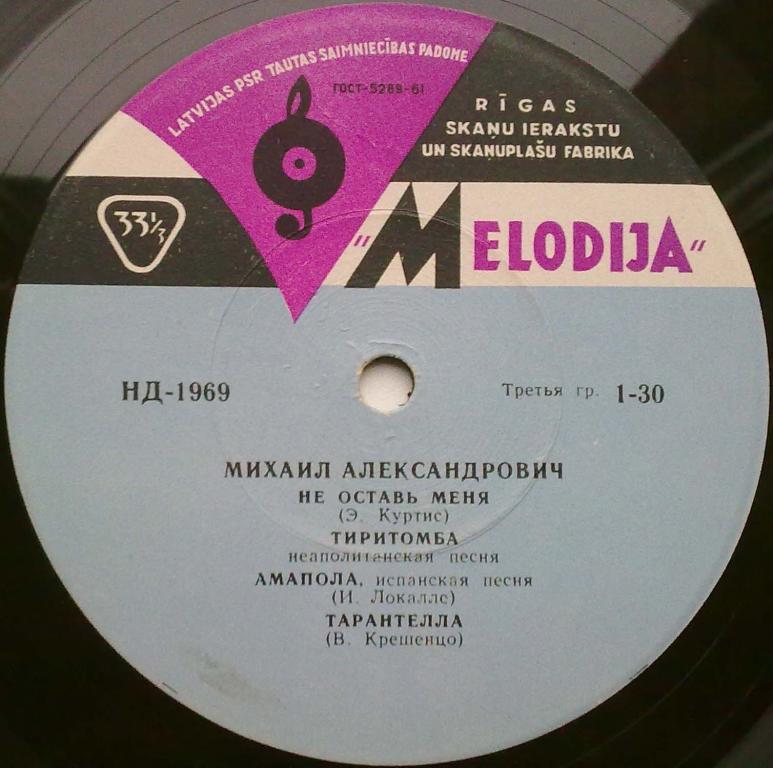 LATVIJAS PSR TAUTAS SAIMNIECĪBAS PADOME
ГОСТ-5289-61
RĪGAS
SKAŅU IERAKSTU
UN SKAŅUPLAŠU FABRIKA
33⅓
"MELODIJA"
НД-1969
Третья гр. 1-30
МИХАИЛ АЛЕКСАНДРОВИЧ
НЕ ОСТАВЬ МЕНЯ
(Э. Куртис)
ТИРИТОМБА
неаполитанская песня
АМАПОЛА, испанская песня
(И. Локалле)
ТАРАНТЕЛЛА
(В. Крешенцо)